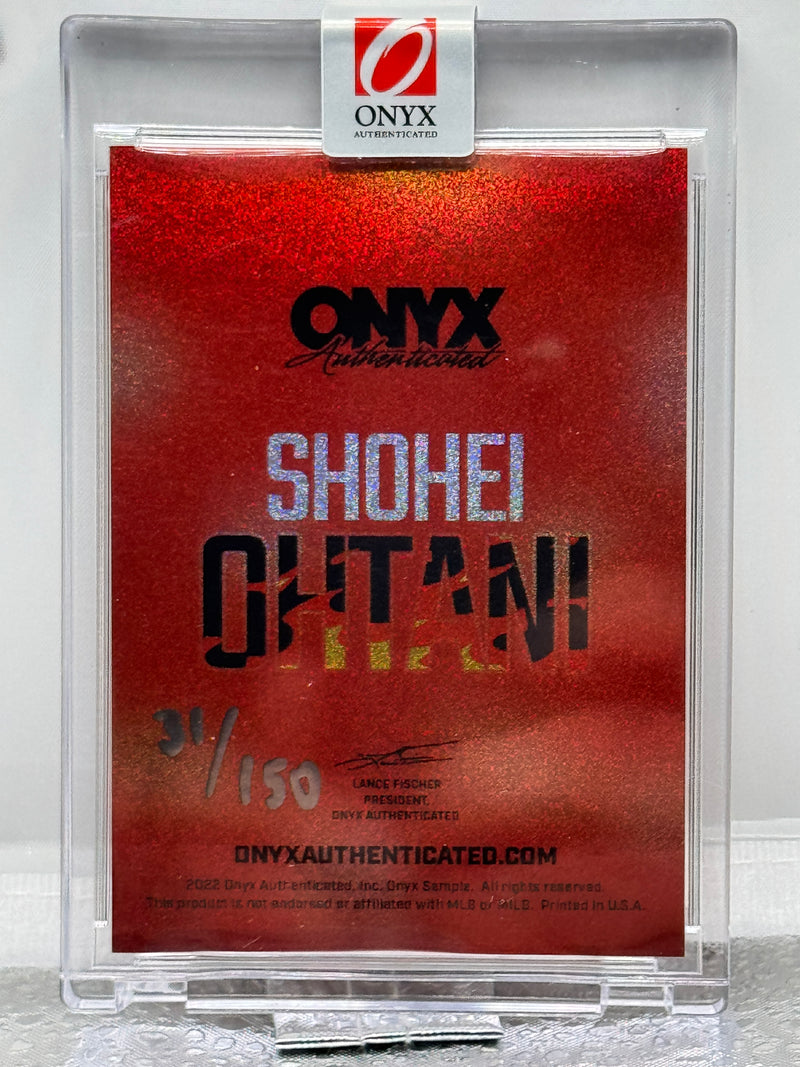 ONYX
AUTHENTICATED
ONYX
Authenticated
SHOHEI
OHTANI
31/150
LANCE FISCHER
PRESIDENT,
ONYX AUTHENTICATED
ONYXAUTHENTICATED.COM
2022 Onyx Authenticated, Inc. Onyx Sample. All rights reserved.
This product is not endorsed or affiliated with MLB or MiLB. Printed in U.S.A.